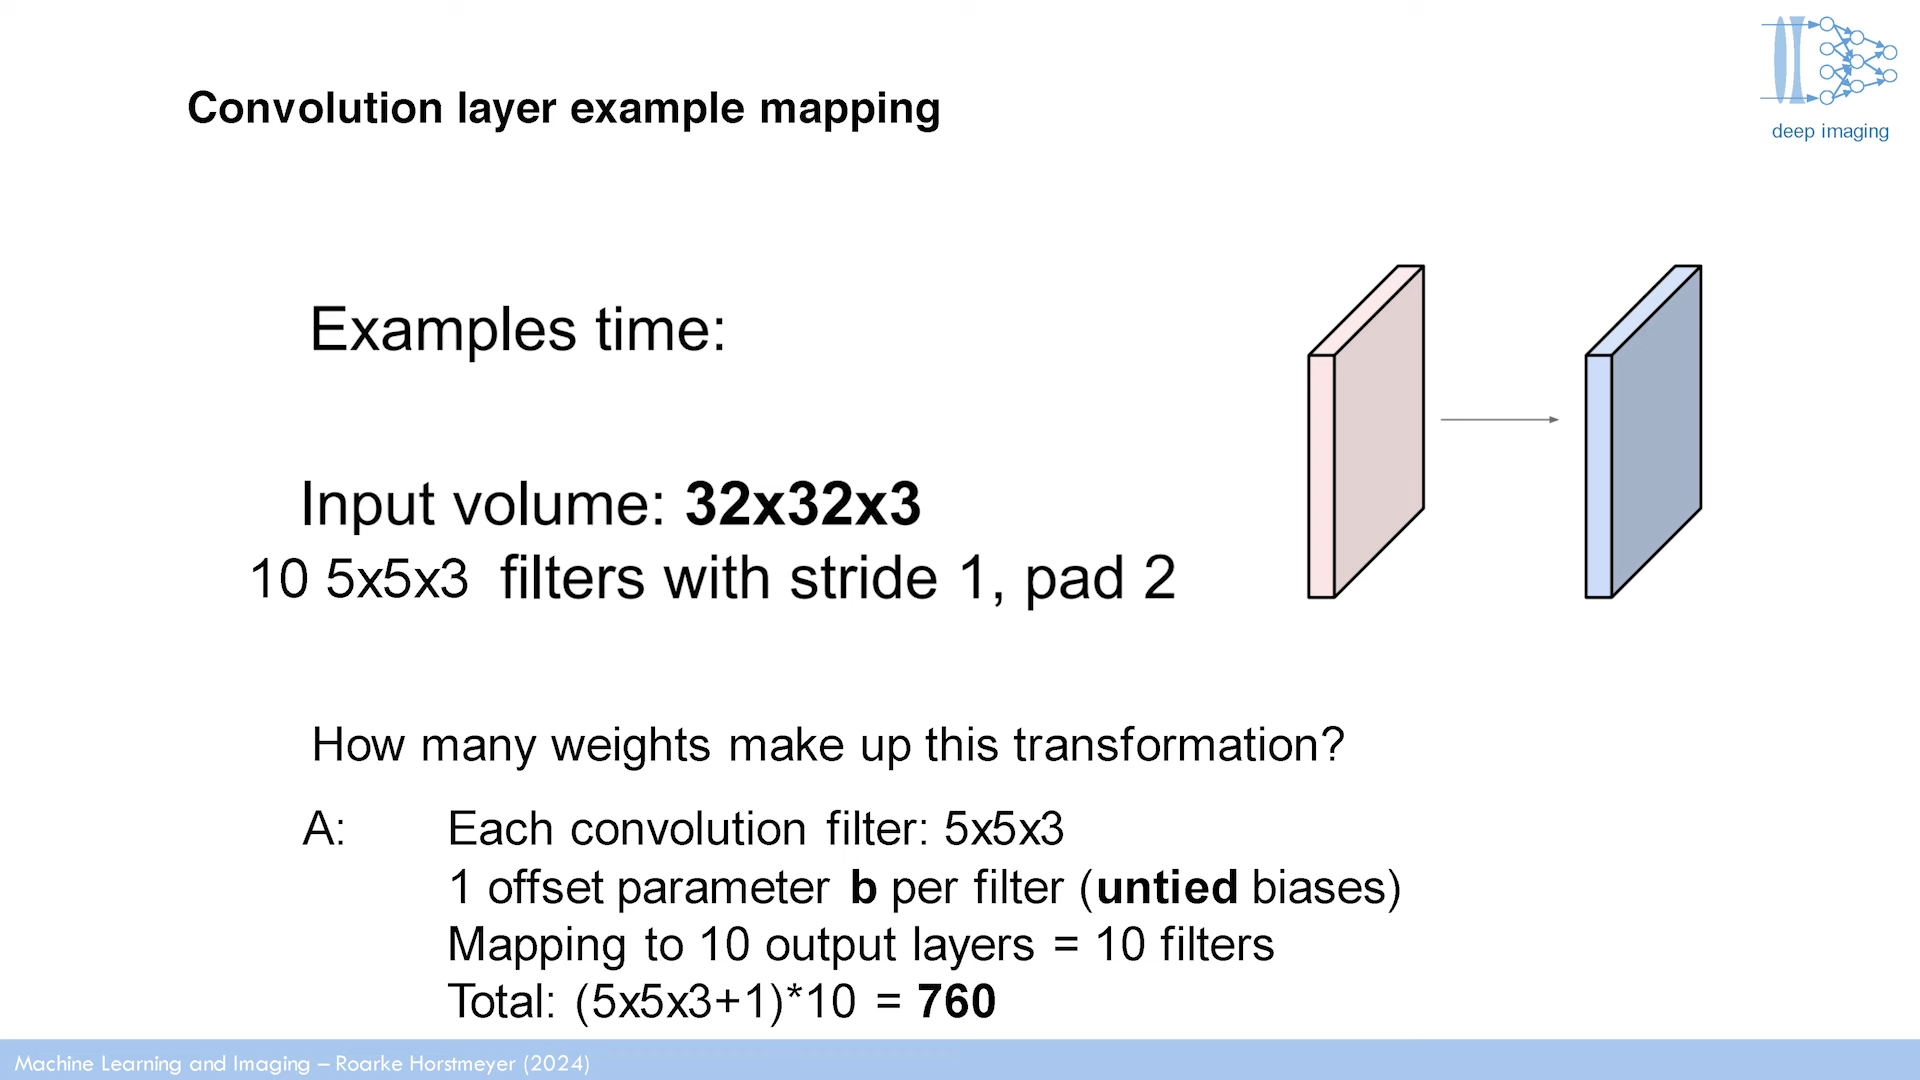 deep imaging
Convolution layer example mapping
Examples time:
Input volume: 32x32x3
10 5x5x3 filters with stride 1, pad 2
How many weights make up this transformation?
A: Each convolution filter: 5x5x3
1 offset parameter b per filter (untied biases)
Mapping to 10 output layers = 10 filters
Total: (5x5x3+1)*10 = 760
Machine Learning and Imaging – Roarke Horstmeyer (2024)